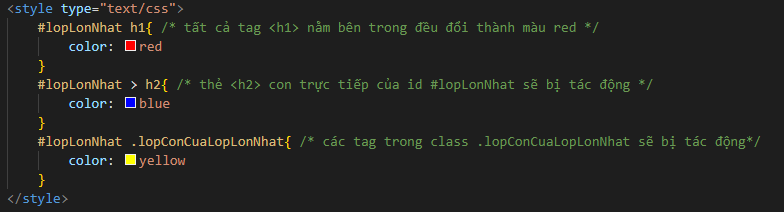 <style type="text/css">
#lopLonNhat h1{ /* tất cả tag <h1> nằm bên trong đều đổi thành màu red */
color: red
}
#lopLonNhat > h2{ /* thẻ <h2> con trực tiếp của id #lopLonNhat sẽ bị tác động */
color: blue
}
#lopLonNhat .lopConCuaLopLonNhat{ /* các tag trong class .lopConCuaLopLonNhat sẽ bị tác động*/
color: yellow
}
</style>